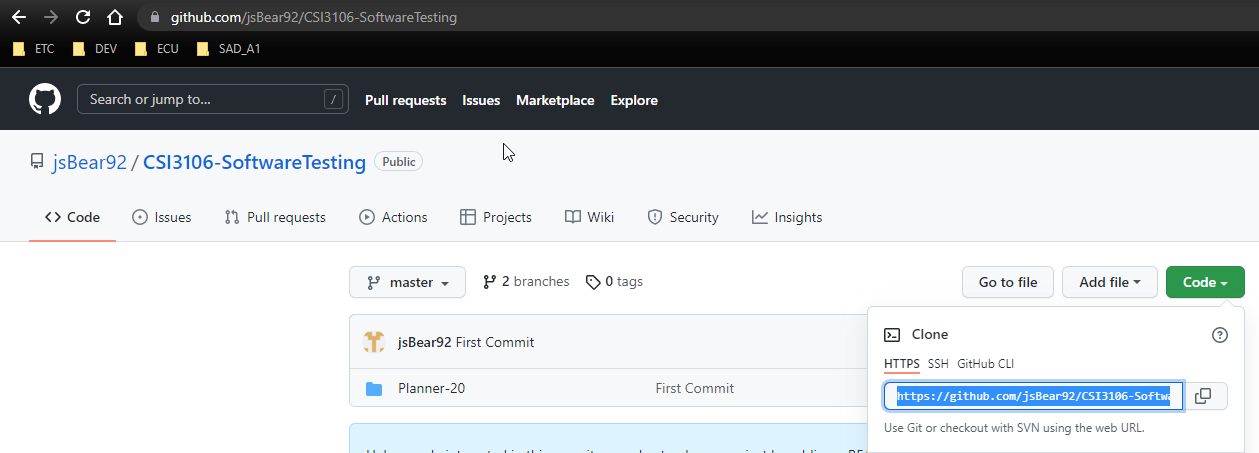 github.com/jsBear92/CSI3106-SoftwareTesting
ETC DEV ECU SAD_A1
Search or jump to... / Pull requests Issues Marketplace Explore
jsBear92 / CSI3106-SoftwareTesting Public
Code Issues Pull requests Actions Projects Wiki Security Insights
master 2 branches 0 tags Go to file Add file Code
jsBear92 First Commit
Planner-20 First Commit
Clone
HTTPS SSH GitHub CLI
https://github.com/jsBear92/CSI3106-Softwa
Use Git or checkout with SVN using the web URL.